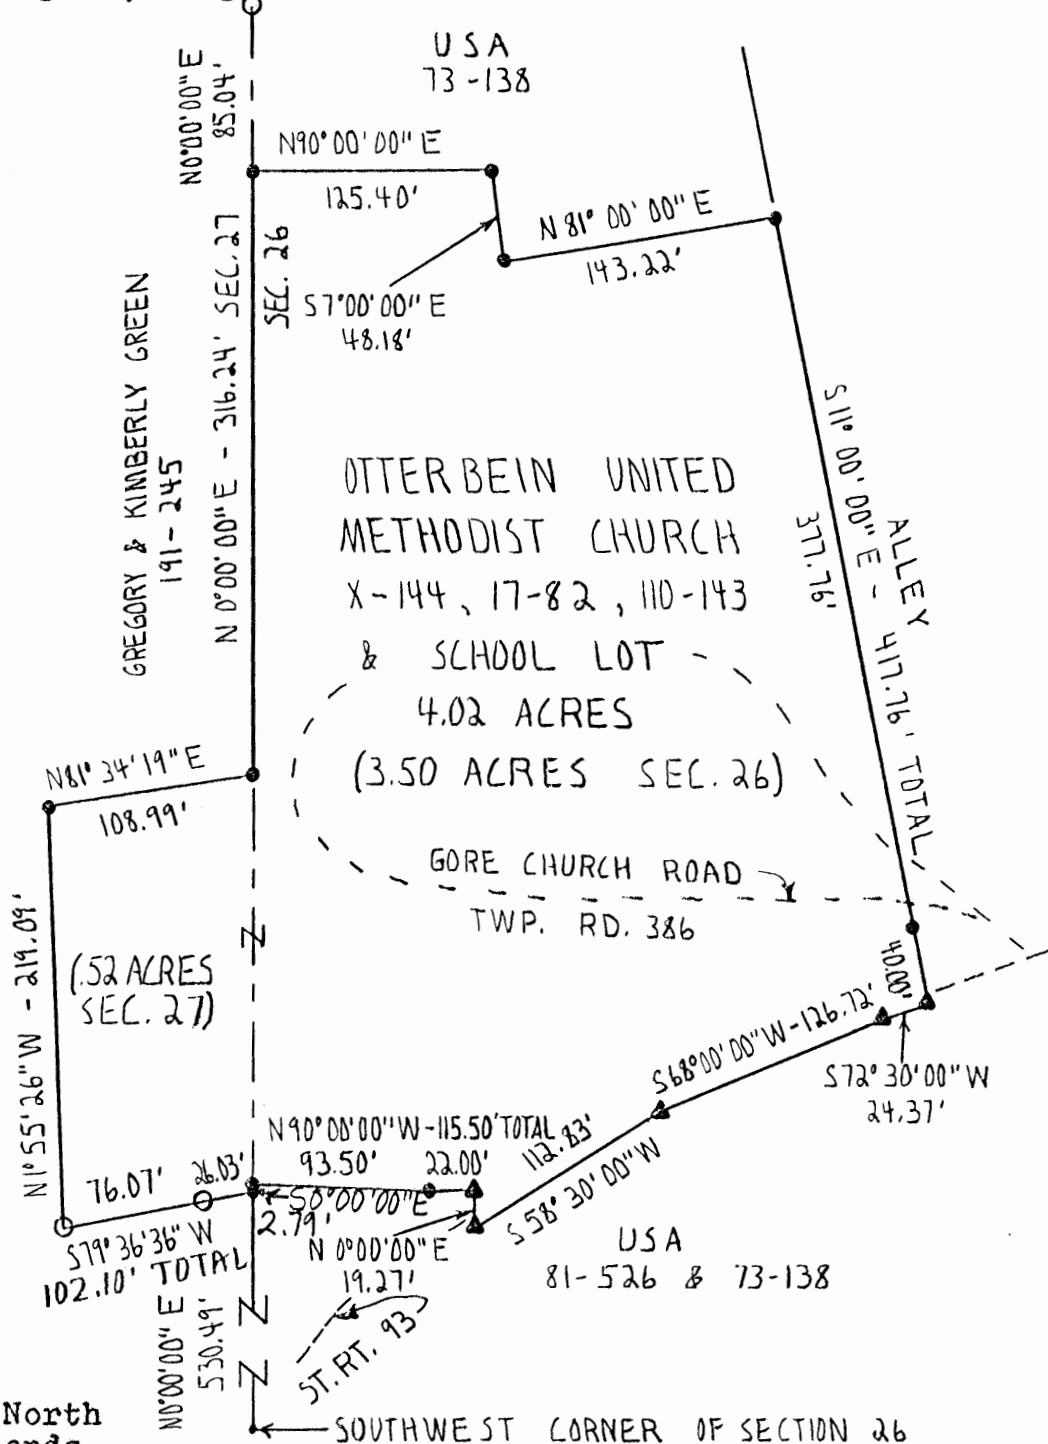 USA
73-138
N0°00'00"E
85.04'
N90°00'00"E
125.40'
N 81° 00' 00" E
143.22'
S7°00'00" E
48.18'
SEC. 26
N 0°00'00"E - 316.24' SEC. 27
GREGORY & KIMBERLY GREEN
191-245
S 11° 00' 00" E - 417.76' TOTAL
377.76'
ALLEY
OTTERBEIN UNITED
METHODIST CHURCH
X-144, 17-82, 110-143
& SCHOOL LOT
4.02 ACRES
(3.50 ACRES SEC. 26)
N81° 34' 19" E
108.99'
GORE CHURCH ROAD
TWP. RD. 386
N1° 55' 26" W - 219.09'
(.52 ACRES
SEC. 27)
40.00'
S68°00'00"W-126.72'
S72° 30'00" W
24.37'
N90°00'00"W-115.50'TOTAL
93.50'
22.00'
112.83'
S 58° 30' 00" W
76.07'
26.03'
S0°00'00"E
2.79'
S79° 36' 36" W
102.10' TOTAL
N 0°00'00" E
19.27'
USA
81-526 & 73-138
N0°00'00" E
530.49'
ST. RT. 93
North
SOUTHWEST CORNER OF SECTION 26